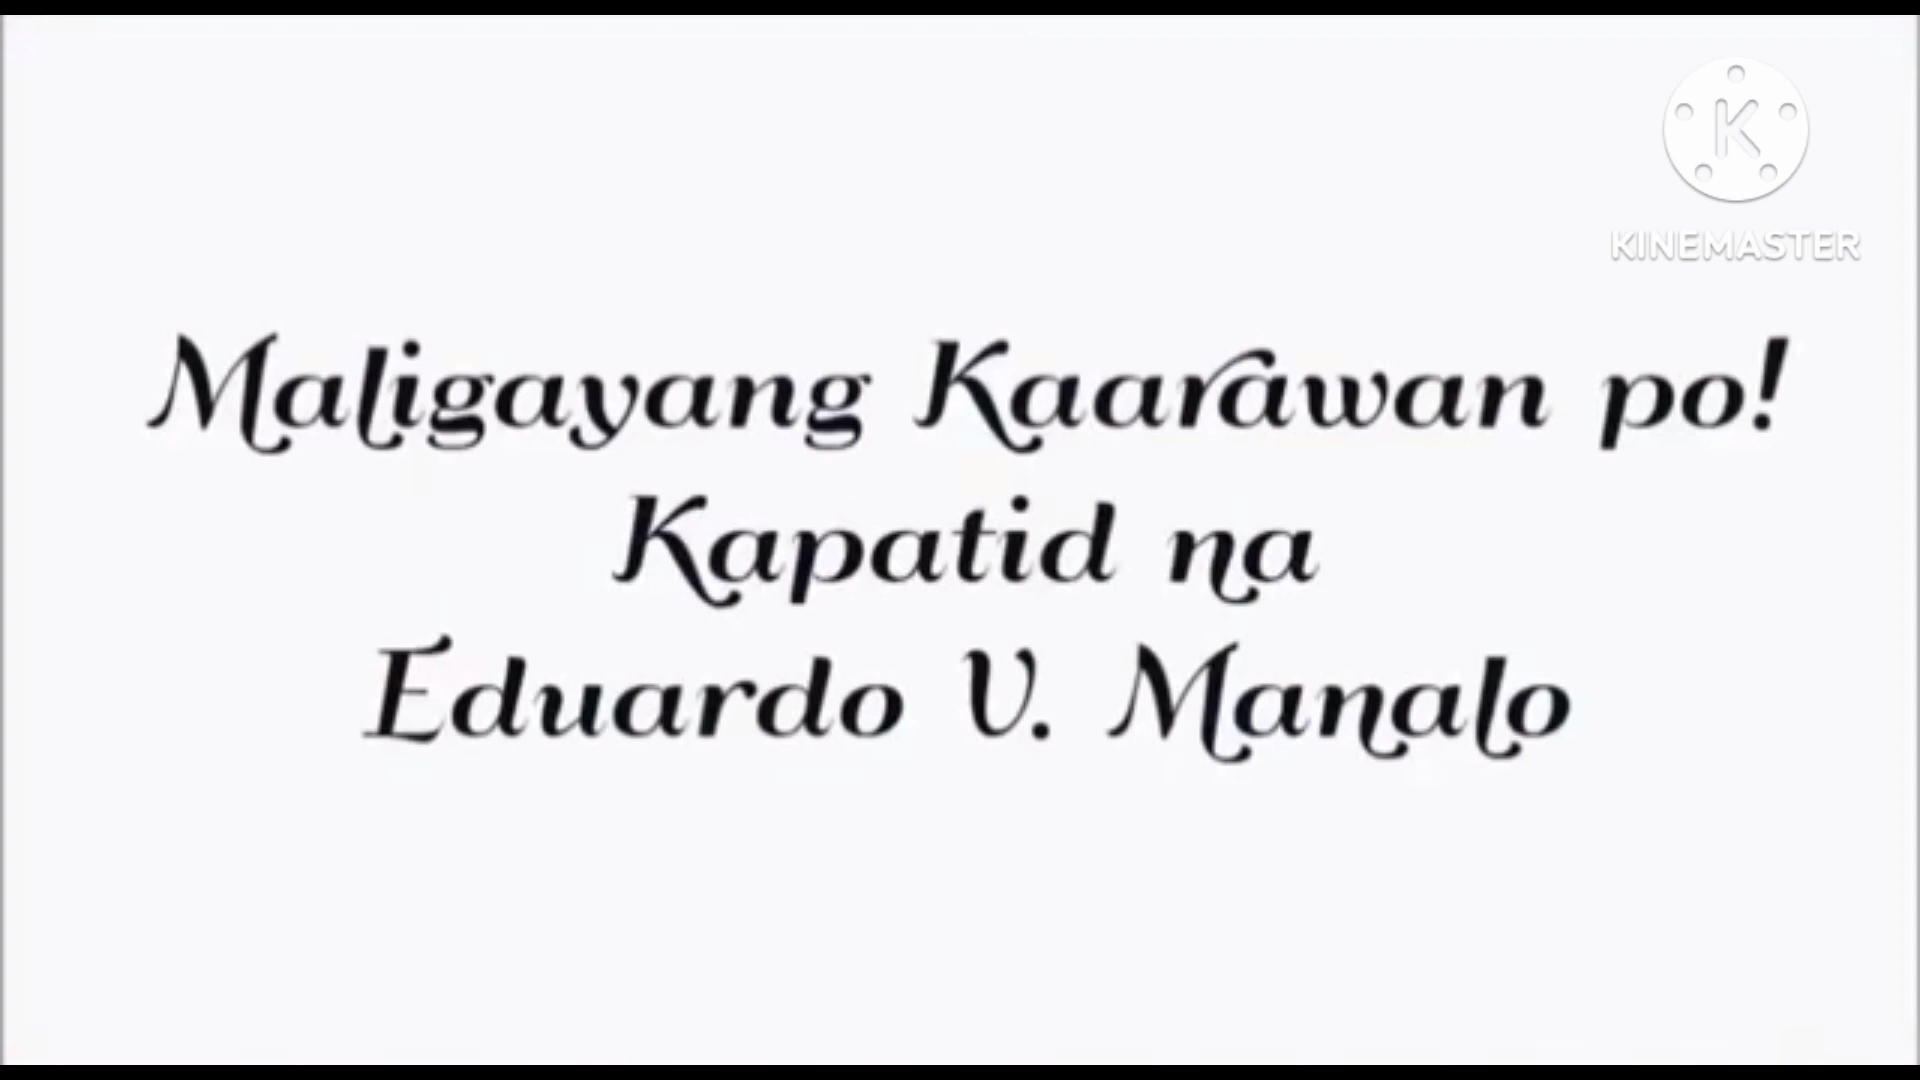 K
KINEMASTER
Maligayang Kaarawan po!
Kapatid na
Eduardo V. Manalo